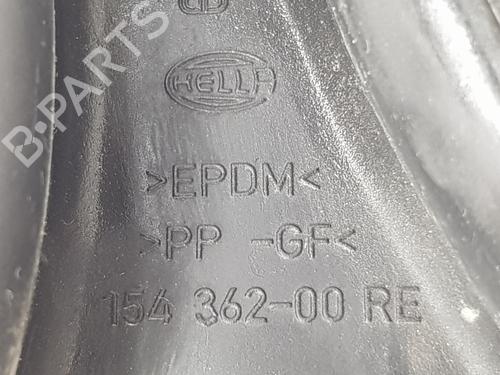 HELLA
>EPDM<
>PP -GF<
154 362-00 RE
B-PARTS